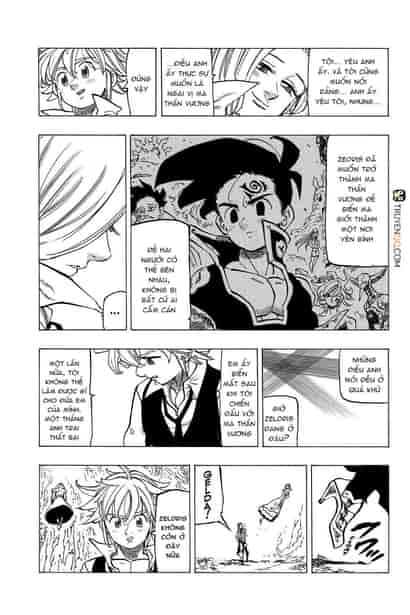 ĐÚNG
VẬY
...ĐIỀU ANH
ẤY THỰC SỰ
MUỐN LÀ
NGAI VỊ MA
THẦN VƯƠNG
TÔI... YÊU ANH
ẤY. VÀ TÔI CŨNG
MUỐN NÓI
RẰNG... ANH ẤY
YÊU TÔI, NHƯNG...
ZELDRIS ĐÃ
MUỐN TRỞ
THÀNH MA
THẦN
VƯƠNG ĐỂ
BIẾN MA
GIỚI THÀNH
MỘT NƠI
YÊN BÌNH
ĐỂ HAI
NGƯỜI CÓ
THỂ BÊN
NHAU,
KHÔNG BỊ
BẤT CỨ AI
CẤM CẢN
...
TRUYENQQ.COM
NHỮNG
ĐIỀU ANH
NÓI ĐỀU Ở
QUÁ KHỨ
GIỜ
ZELDRIS
ĐANG Ở
ĐÂU?
EM ẤY BIẾN
MẤT SAU
KHI TÔI
CHIẾN
ĐẤU VỚI
MA THẦN
VƯƠNG
MỘT LẦN
NỮA, TÔI
KHÔNG THỂ
LÀM ĐƯỢC GÌ
CHO ĐỨA EM
CỦA MÌNH.
MỘT THẰNG
ANH TRAI
THẤT BẠI
ZELDRIS
KHÔNG
CÒN Ở
ĐÂY
NỮA
GELDA!